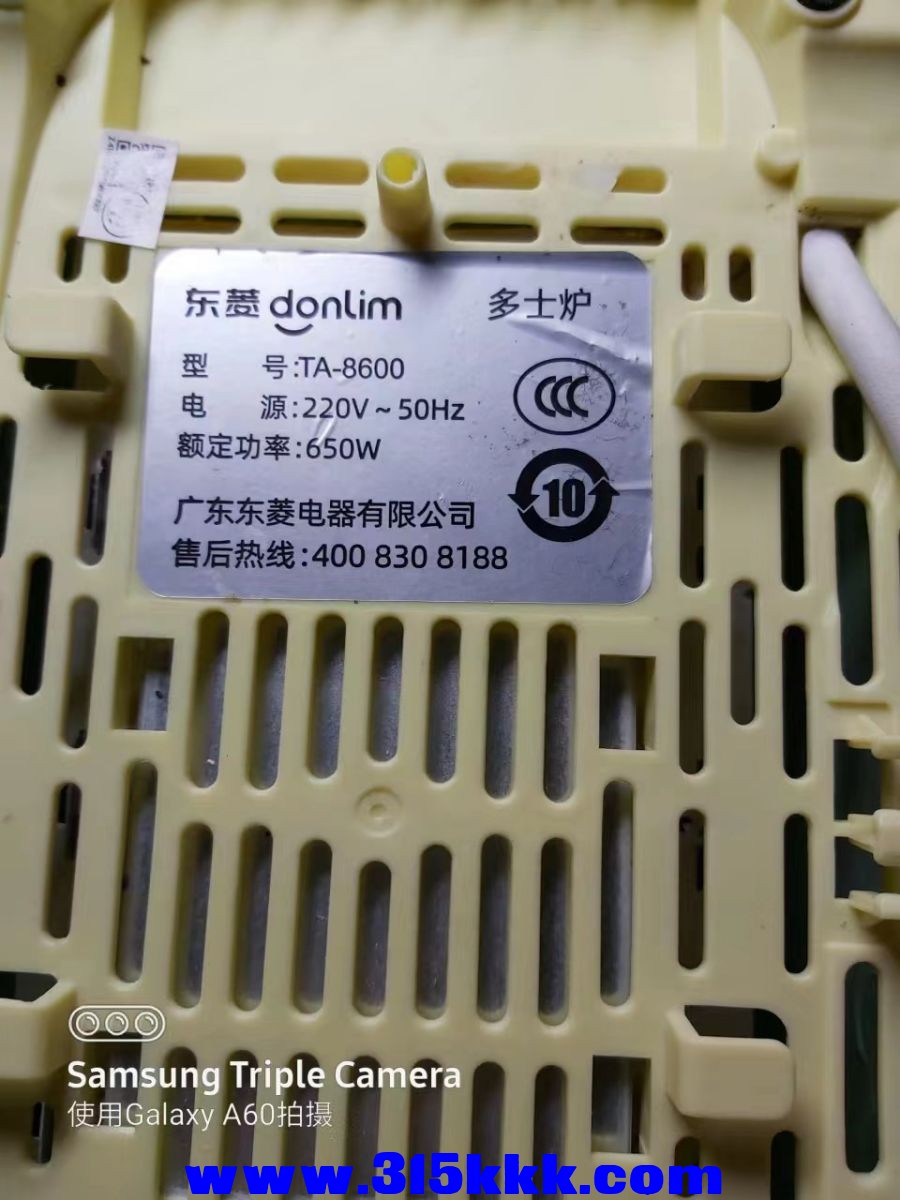 东菱 donlim 多士炉
型 号:TA-8600
电 源:220V~50Hz
额定功率:650W
CCC
10
广东东菱电器有限公司
售后热线:400 830 8188
Samsung Triple Camera
使用Galaxy A60拍摄
www.315kkk.com